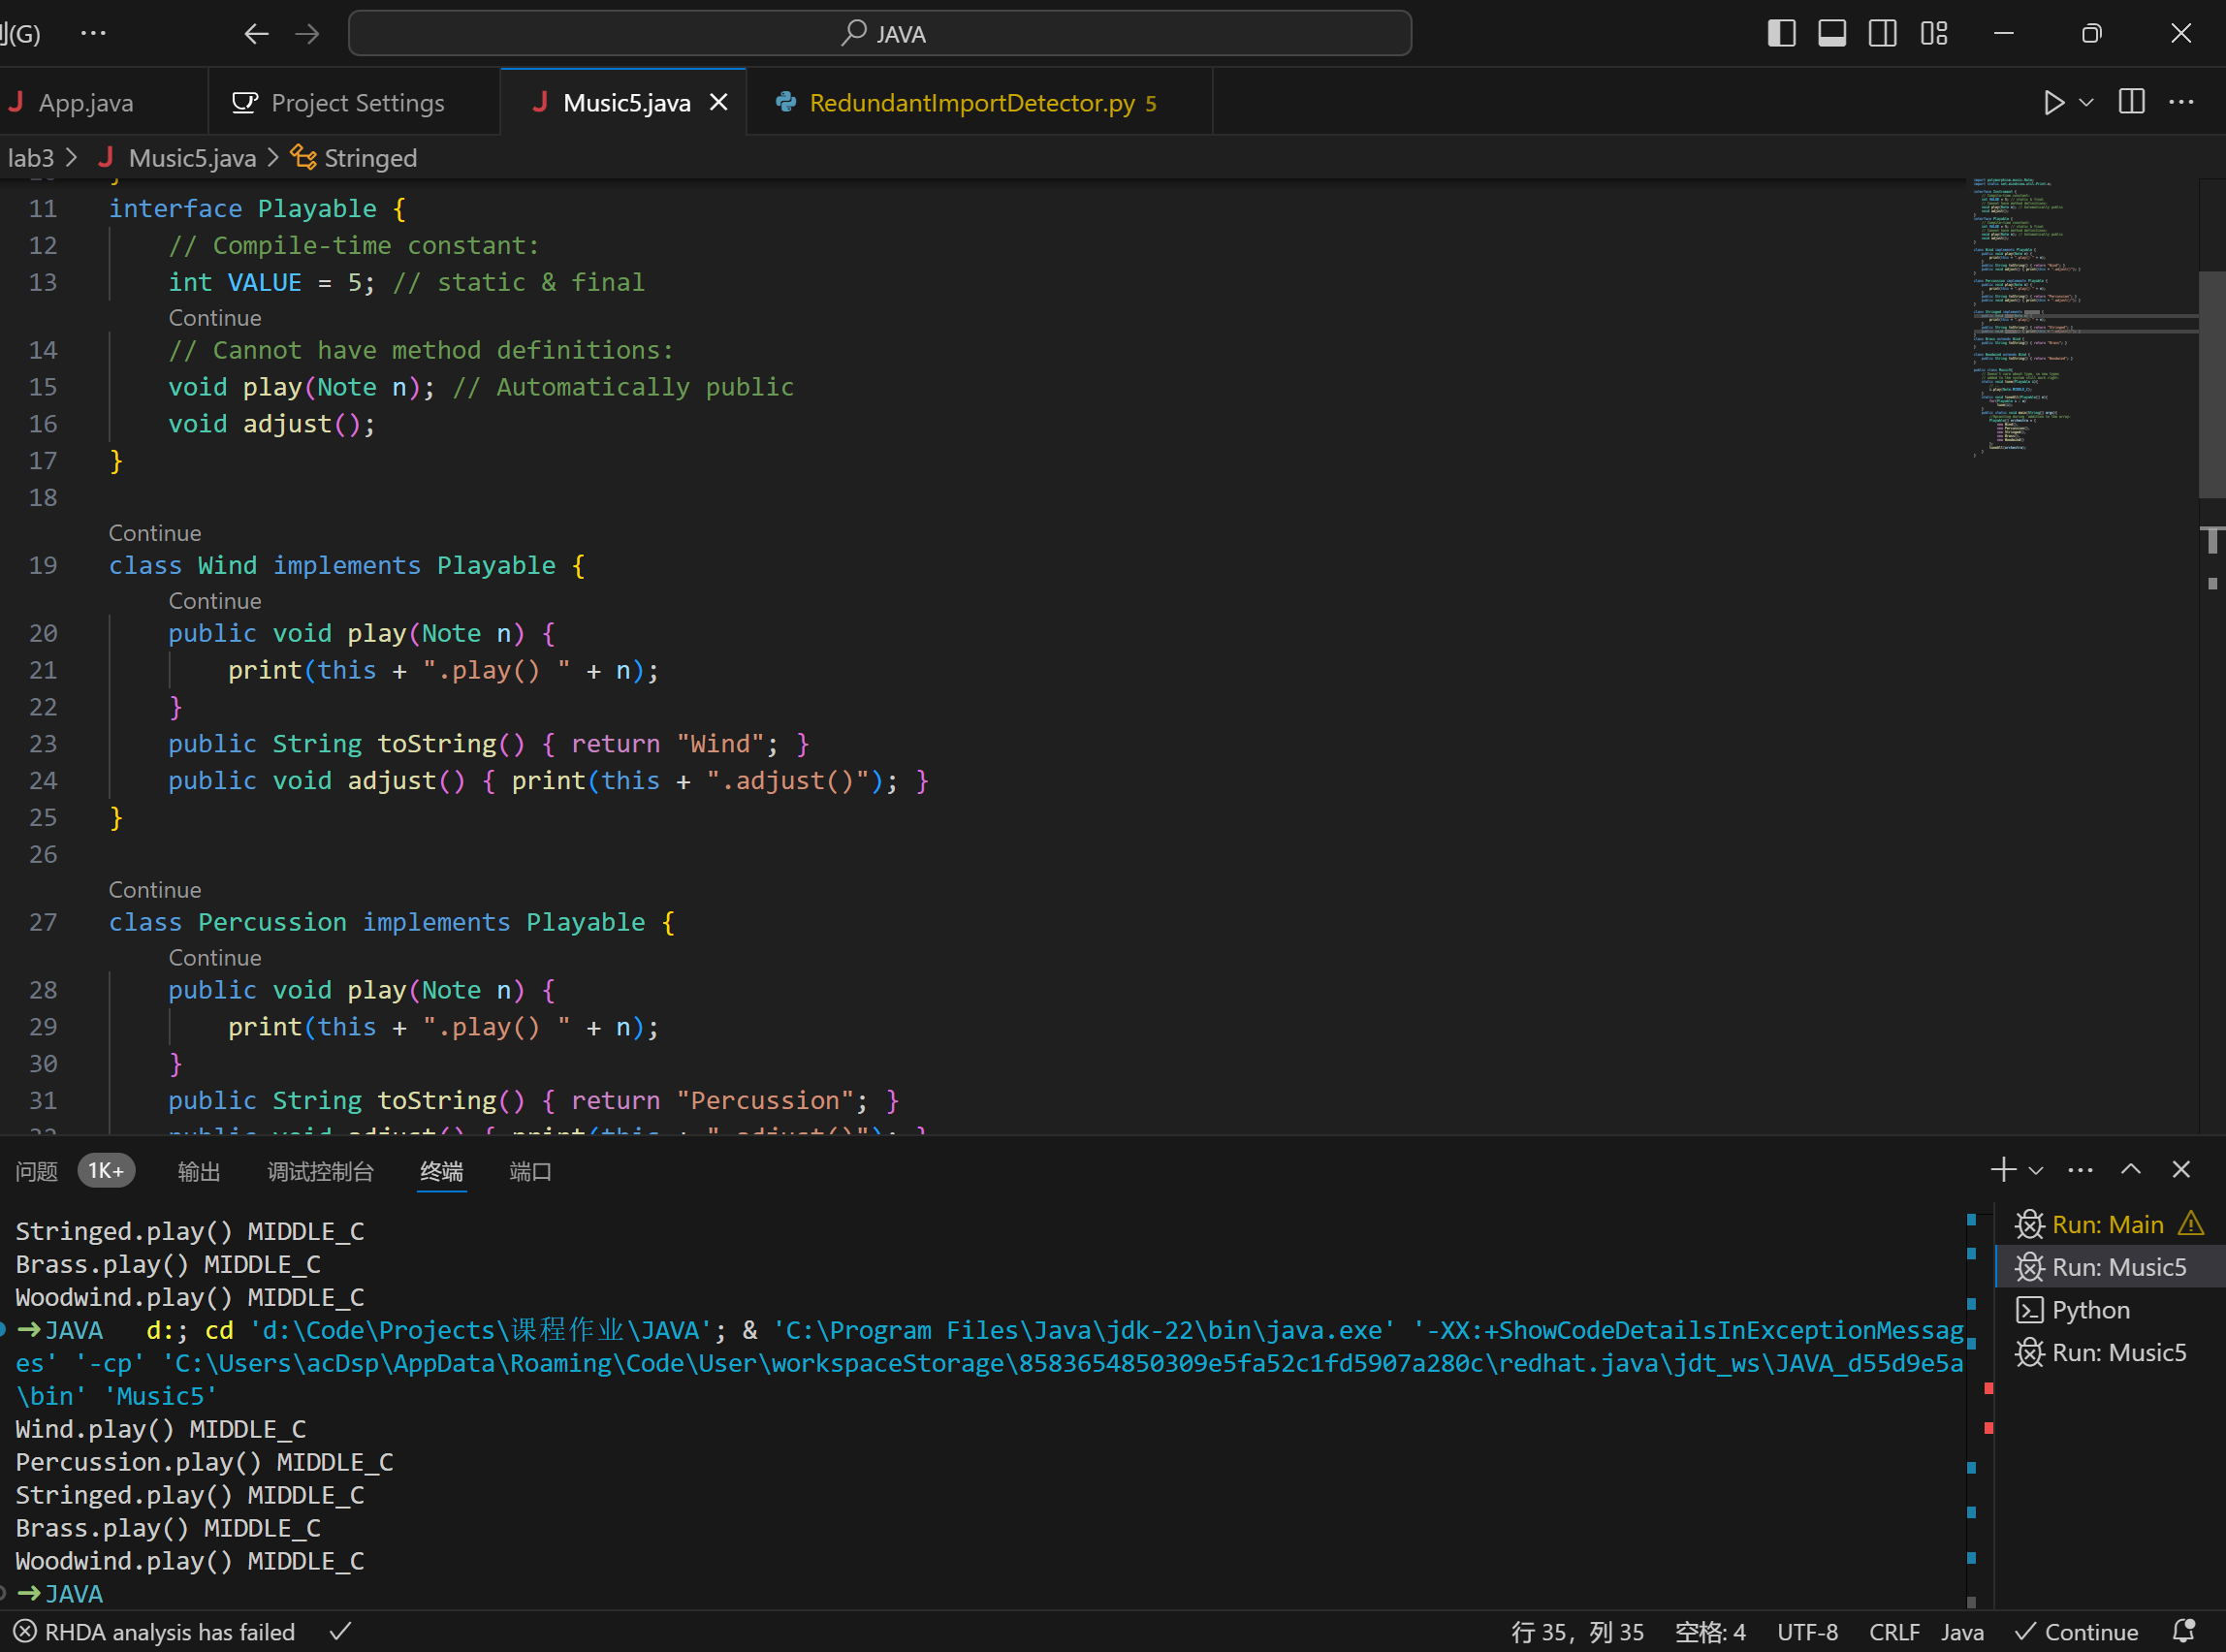 (G) ··· JAVA
App.java Project Settings Music5.java RedundantImportDetector.py 5
lab3 > Music5.java > Stringed
11 interface Playable {
12 // Compile-time constant:
13 int VALUE = 5; // static & final
Continue
14 // Cannot have method definitions:
15 void play(Note n); // Automatically public
16 void adjust();
17 }
18
Continue
19 class Wind implements Playable {
Continue
20 public void play(Note n) {
21 print(this + ".play() " + n);
22 }
23 public String toString() { return "Wind"; }
24 public void adjust() { print(this + ".adjust()"); }
25 }
26
Continue
27 class Percussion implements Playable {
Continue
28 public void play(Note n) {
29 print(this + ".play() " + n);
30 }
31 public String toString() { return "Percussion"; }
32 public void adjust() { print(this + ".adjust()"); }
问题 1K+ 输出 调试控制台 终端 端口
Stringed.play() MIDDLE_C
Brass.play() MIDDLE_C
Woodwind.play() MIDDLE_C
➜JAVA d:; cd 'd:\Code\Projects\课程作业\JAVA'; & 'C:\Program Files\Java\jdk-22\bin\java.exe' '-XX:+ShowCodeDetailsInExceptionMessag
es' '-cp' 'C:\Users\acDsp\AppData\Roaming\Code\User\workspaceStorage\8583654850309e5fa52c1fd5907a280c\redhat.java\jdt_ws\JAVA_d55d9e5a
\bin' 'Music5'
Wind.play() MIDDLE_C
Percussion.play() MIDDLE_C
Stringed.play() MIDDLE_C
Brass.play() MIDDLE_C
Woodwind.play() MIDDLE_C
➜JAVA
Run: Main
Run: Music5
Python
Run: Music5
RHDA analysis has failed 行 35，列 35 空格: 4 UTF-8 CRLF Java Continue